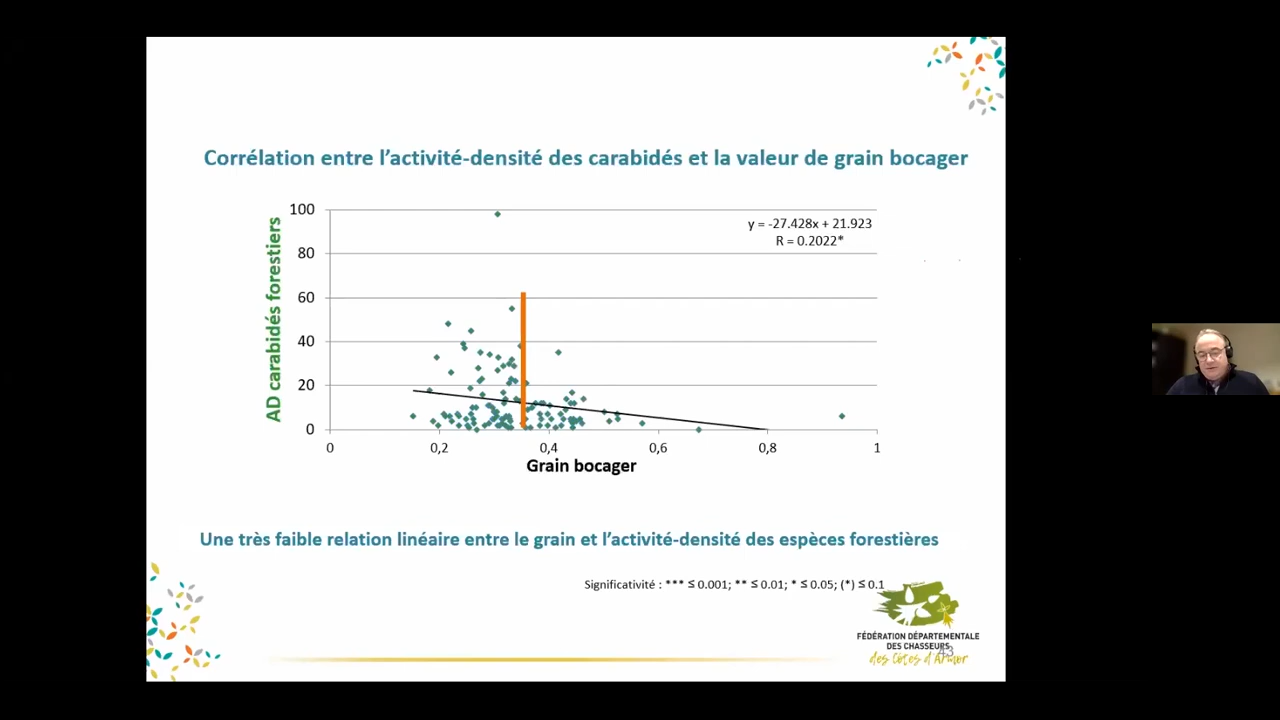 Corrélation entre l'activité-densité des carabidés et la valeur de grain bocager
AD carabidés forestiers
100
80
60
40
20
0
y = -27.428x + 21.923
R = 0.2022*
0
0,2
0,4
0,6
0,8
1
Grain bocager
Une très faible relation linéaire entre le grain et l'activité-densité des espèces forestières
Significativité : *** ≤ 0.001; ** ≤ 0.01; * ≤ 0.05; (*) ≤ 0.1
FÉDÉRATION DÉPARTEMENTALE
DES CHASSEURS
des Côtes d'Armor
43